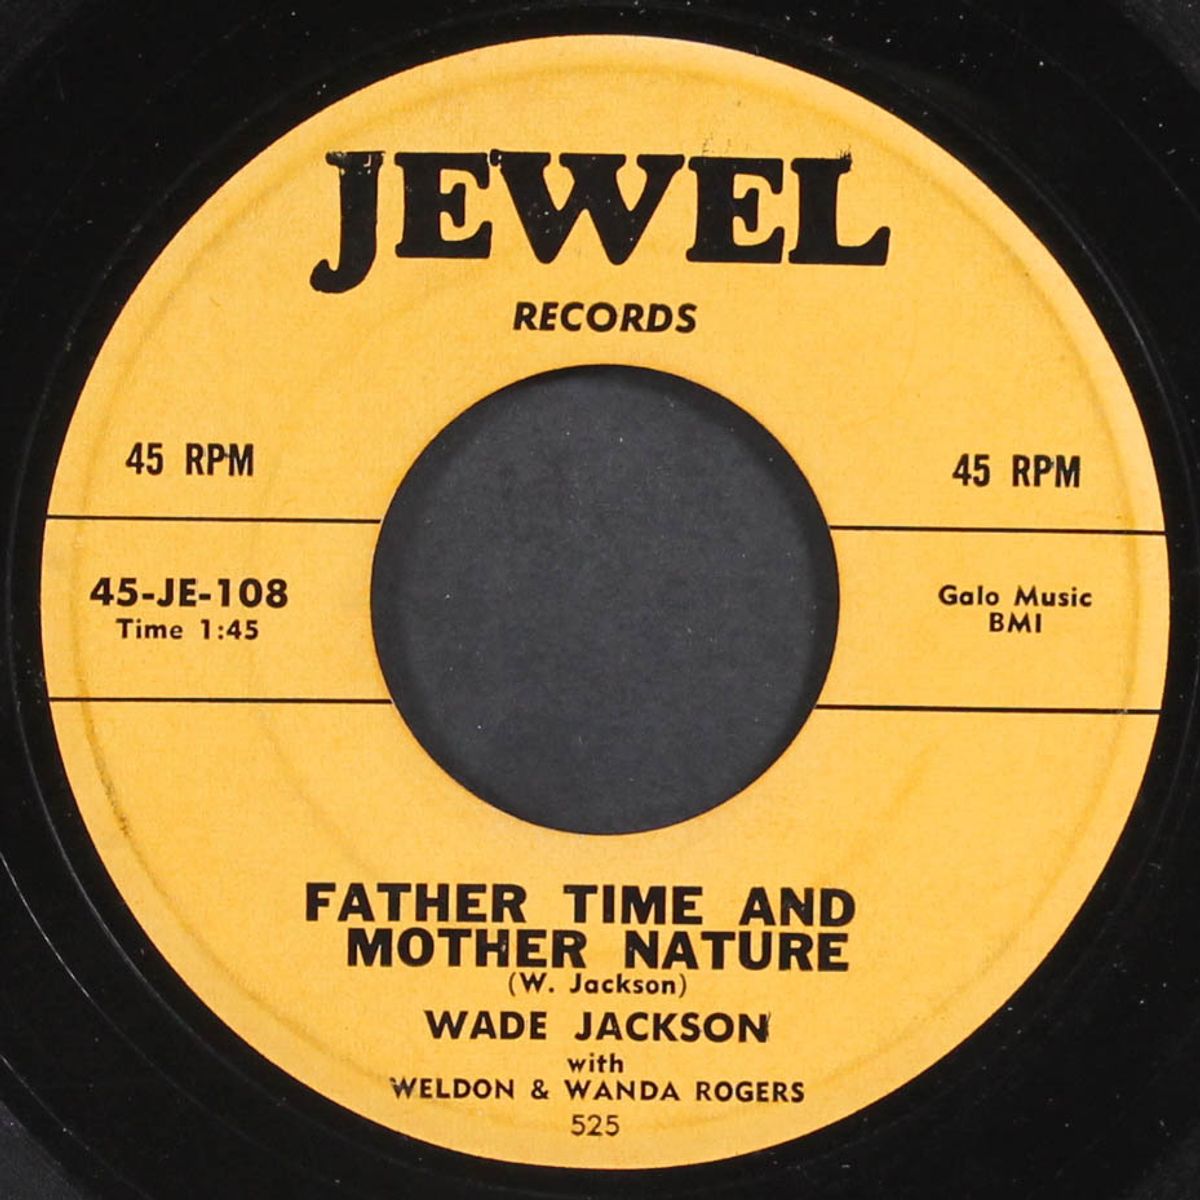 JEWEL
RECORDS
45 RPM
45 RPM
45-JE-108
Time 1:45
Galo Music
BMI
FATHER TIME AND
MOTHER NATURE
(W. Jackson)
WADE JACKSON
with
WELDON & WANDA ROGERS
525